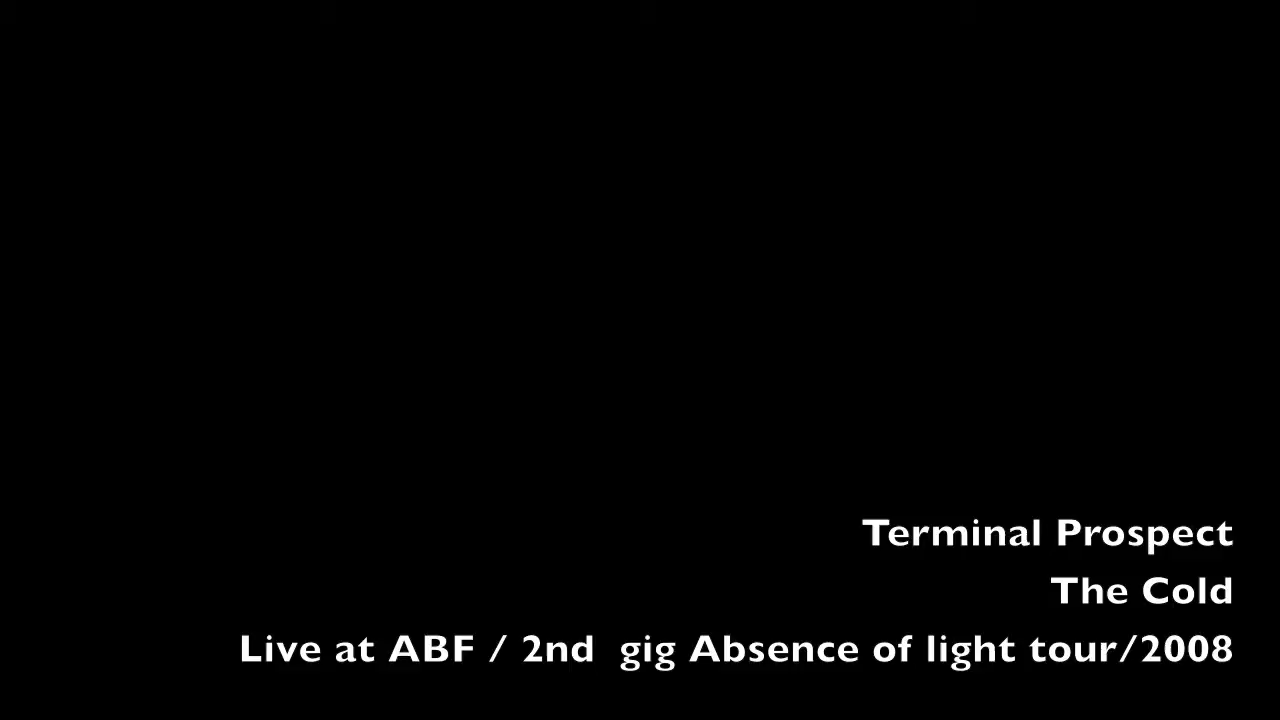 Terminal Prospect
The Cold
Live at ABF / 2nd  gig Absence of light tour/2008